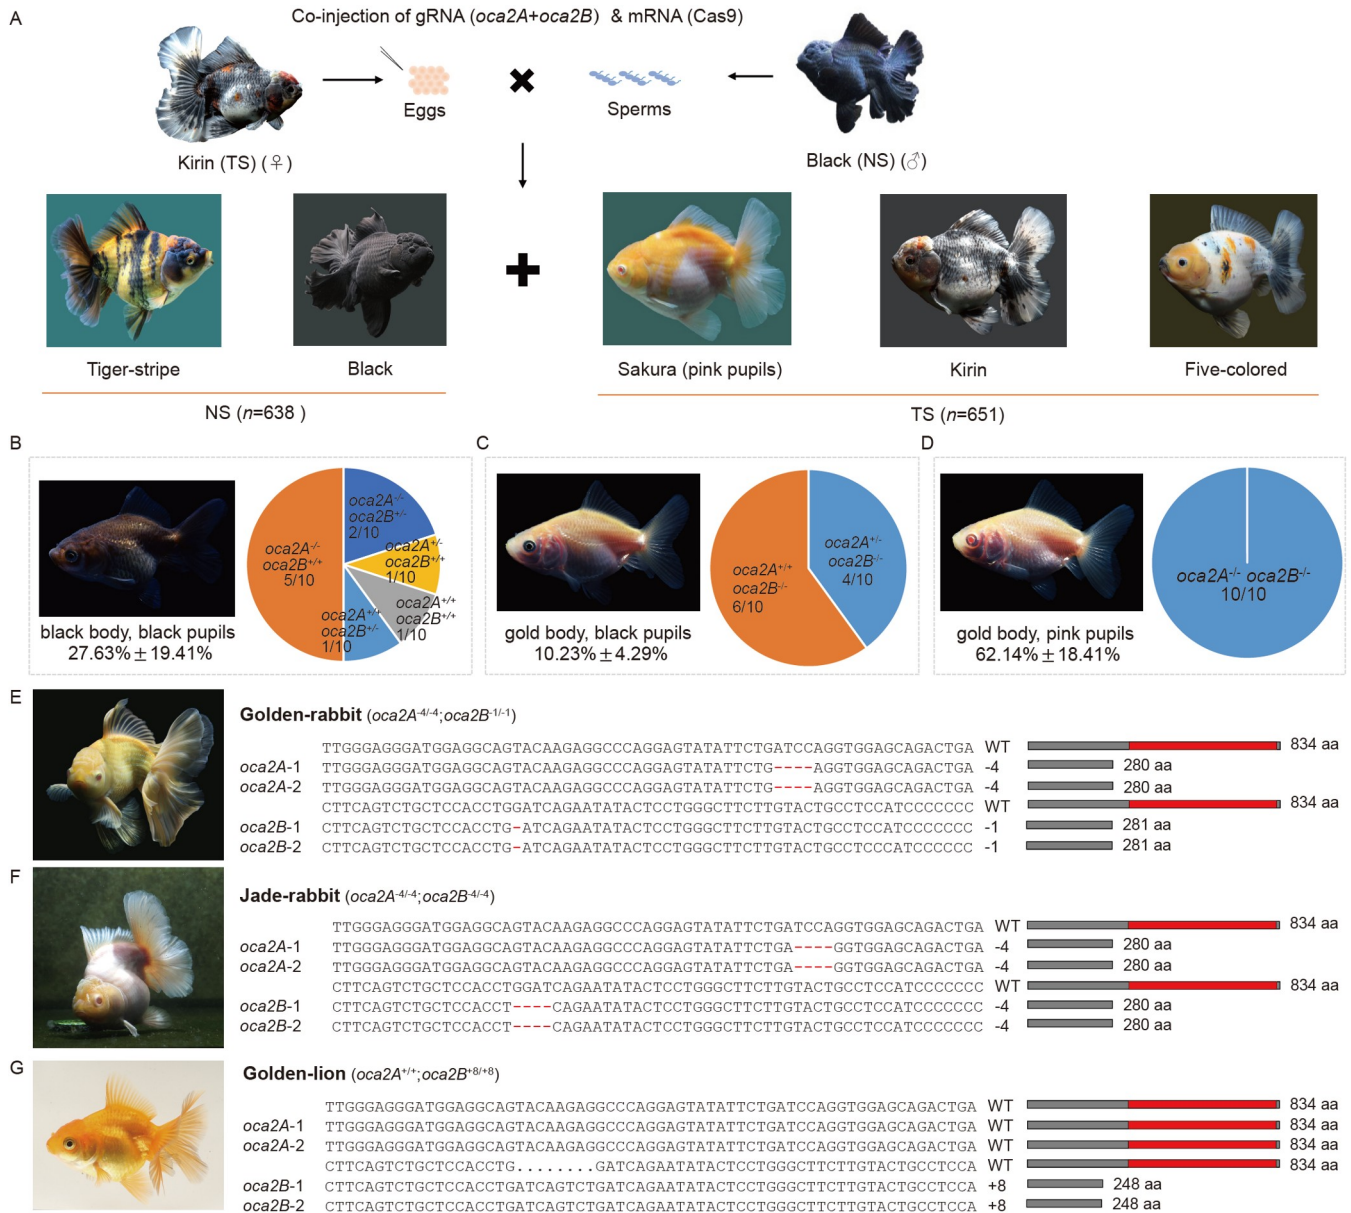 A
Co-injection of gRNA (oca2A+oca2B) & mRNA (Cas9)
Eggs
Sperms
Kirin (TS) (♀)
Black (NS) (♂)
Tiger-stripe
Black
Sakura (pink pupils)
Kirin
Five-colored
NS (n=638 )
TS (n=651)
B
oca2A-/-
oca2B+/-
2/10
oca2A+/-
oca2B+/+
1/10
oca2A+/+
oca2B+/+
1/10
oca2A+/+
oca2B+/-
1/10
oca2A-/-
oca2B+/+
5/10
black body, black pupils
27.63% ± 19.41%
C
oca2A+/+
oca2B-/-
6/10
oca2A+/-
oca2B-/-
4/10
gold body, black pupils
10.23% ± 4.29%
D
oca2A-/- oca2B-/-
10/10
gold body, pink pupils
62.14% ± 18.41%
E
Golden-rabbit (oca2A-4/-4;oca2B-1/-1)
TTGGGAGGGATGGAGGCAGTACAAGAGGCCCAGGAGTATATTCTGATCCAGGTGGAGCAGACTGA WT 834 aa
oca2A-1 TTGGGAGGGATGGAGGCAGTACAAGAGGCCCAGGAGTATATTCTG----AGGTGGAGCAGACTGA -4 280 aa
oca2A-2 TTGGGAGGGATGGAGGCAGTACAAGAGGCCCAGGAGTATATTCTG----AGGTGGAGCAGACTGA -4 280 aa
CTTCAGTCTGCTCCACCTGGATCAGAATATACTCCTGGGCTTCTTGTACTGCCTCCATCCCCCCC WT 834 aa
oca2B-1 CTTCAGTCTGCTCCACCTG-ATCAGAATATACTCCTGGGCTTCTTGTACTGCCTCCATCCCCCCC -1 281 aa
oca2B-2 CTTCAGTCTGCTCCACCTG-ATCAGAATATACTCCTGGGCTTCTTGTACTGCCTCCCATCCCCCC -1 281 aa
F
Jade-rabbit (oca2A-4/-4;oca2B-4/-4)
TTGGGAGGGATGGAGGCAGTACAAGAGGCCCAGGAGTATATTCTGATCCAGGTGGAGCAGACTGA WT 834 aa
oca2A-1 TTGGGAGGGATGGAGGCAGTACAAGAGGCCCAGGAGTATATTCTGA----GGTGGAGCAGACTGA -4 280 aa
oca2A-2 TTGGGAGGGATGGAGGCAGTACAAGAGGCCCAGGAGTATATTCTGA----GGTGGAGCAGACTGA -4 280 aa
CTTCAGTCTGCTCCACCTGGATCAGAATATACTCCTGGGCTTCTTGTACTGCCTCCATCCCCCCC WT 834 aa
oca2B-1 CTTCAGTCTGCTCCACCT----CAGAATATACTCCTGGGCTTCTTGTACTGCCTCCATCCCCCCC -4 280 aa
oca2B-2 CTTCAGTCTGCTCCACCT----CAGAATATACTCCTGGGCTTCTTGTACTGCCTCCATCCCCCCC -4 280 aa
G
Golden-lion (oca2A+/+;oca2B+8/+8)
TTGGGAGGGATGGAGGCAGTACAAGAGGCCCAGGAGTATATTCTGATCCAGGTGGAGCAGACTGA WT 834 aa
oca2A-1 TTGGGAGGGATGGAGGCAGTACAAGAGGCCCAGGAGTATATTCTGATCCAGGTGGAGCAGACTGA WT 834 aa
oca2A-2 TTGGGAGGGATGGAGGCAGTACAAGAGGCCCAGGAGTATATTCTGATCCAGGTGGAGCAGACTGA WT 834 aa
CTTCAGTCTGCTCCACCTG........GATCAGAATATACTCCTGGGCTTCTTGTACTGCCTCCA WT 834 aa
oca2B-1 CTTCAGTCTGCTCCACCTGATCAGTCTGATCAGAATATACTCCTGGGCTTCTTGTACTGCCTCCA +8 248 aa
oca2B-2 CTTCAGTCTGCTCCACCTGATCAGTCTGATCAGAATATACTCCTGGGCTTCTTGTACTGCCTCCA +8 248 aa